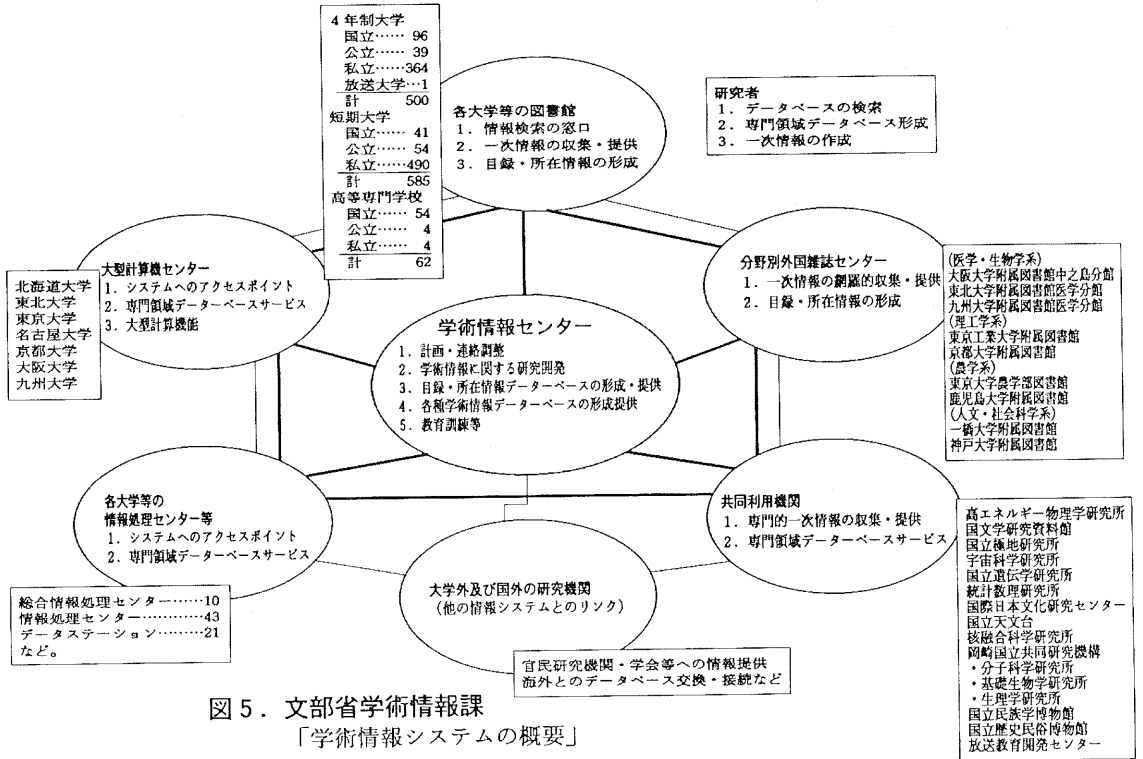 4年制大学
国立…… 96
公立…… 39
私立……364
放送大学…1
計 500
短期大学
国立…… 41
公立…… 54
私立……490
計 585
高等専門学校
国立…… 54
公立…… 4
私立…… 4
計 62
各大学等の図書館
1. 情報検索の窓口
2. 一次情報の収集・提供
3. 目録・所在情報の形成
研究者
1. データベースの検索
2. 専門領域データベース形成
3. 一次情報の作成
大型計算機センター
1. システムへのアクセスポイント
2. 専門領域データーベースサービス
3. 大型計算機能
北海道大学
東北大学
東京大学
名古屋大学
京都大学
大阪大学
九州大学
学術情報センター
1. 計画・連絡調整
2. 学術情報に関する研究開発
3. 目録・所在情報データーベースの形成・提供
4. 各種学術情報データーベースの形成提供
5. 教育訓練等
分野別外国雑誌センター
1. 一次情報の網羅的収集・提供
2. 目録・所在情報の形成
(医学・生物学系)
大阪大学附属図書館中之島分館
東北大学附属図書館医学分館
九州大学附属図書館医学分館
(理工学系)
東京工業大学附属図書館
京都大学附属図書館
(農学系)
東京大学農学部図書館
鹿児島大学附属図書館
(人文・社会科学系)
一橋大学附属図書館
神戸大学附属図書館
各大学等の
情報処理センター等
1. システムへのアクセスポイント
2. 専門領域データーベースサービス
総合情報処理センター……10
情報処理センター…………43
データステーション………21
など。
大学外及び国外の研究機関
(他の情報システムとのリンク)
官民研究機関・学会等への情報提供
海外とのデータベース交換・接続など
共同利用機関
1. 専門的一次情報の収集・提供
2. 専門領域データーベースサービス
高エネルギー物理学研究所
国文学研究資料館
国立極地研究所
宇宙科学研究所
国立遺伝学研究所
統計数理研究所
国際日本文化研究センター
国立天文台
核融合科学研究所
岡崎国立共同研究機構
・分子科学研究所
・基礎生物学研究所
・生理学研究所
国立民族学博物館
国立歴史民俗博物館
放送教育開発センター
図5. 文部省学術情報課
「学術情報システムの概要」